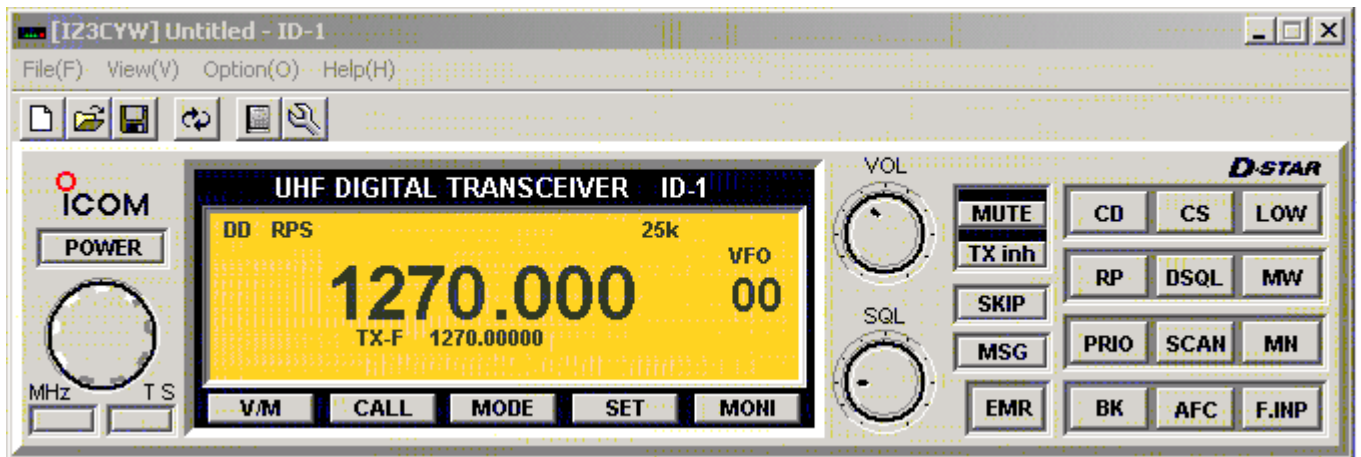 [IZ3CYW] Untitled - ID-1
File(F) View(V) Option(O) Help(H)
ICOM
POWER
MHz T S
UHF DIGITAL TRANSCEIVER ID-1
DD RPS 25k
VFO
1270.000 00
TX-F 1270.00000
V/M CALL MODE SET MONI
VOL
SQL
MUTE
TX inh
SKIP
MSG
EMR
D-STAR
CD CS LOW
RP DSQL MW
PRIO SCAN MN
BK AFC F.INP